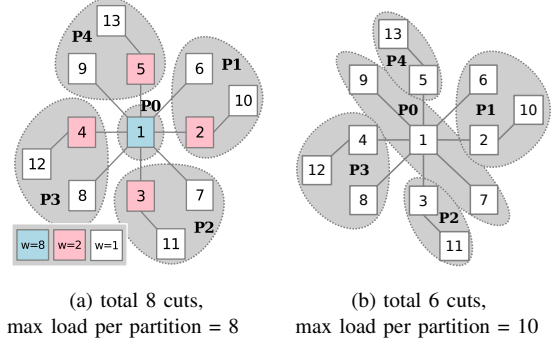 13
P4
9
5
6
P1
10
P0
4
1
2
12
3
7
P3
8
P2
11
w=8 w=2 w=1
(a) total 8 cuts,
max load per partition = 8
13
P4
9
5
6
P0
P1
10
4
1
2
12
P3
8
3
7
P2
11
(b) total 6 cuts,
max load per partition = 10